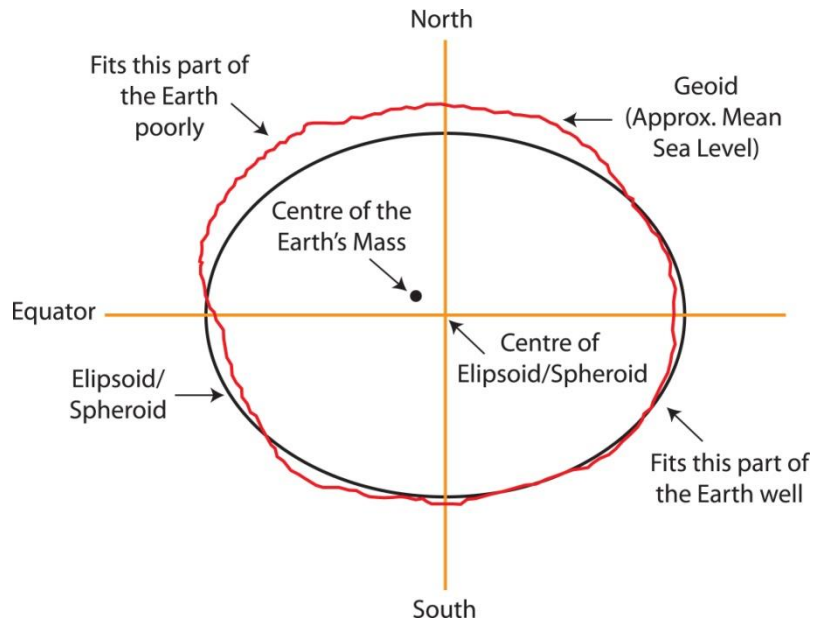 North
Fits this part of
the Earth
poorly
Geoid
(Approx. Mean
Sea Level)
Centre of the
Earth's Mass
Equator
Centre of
Elipsoid/Spheroid
Elipsoid/
Spheroid
Fits this part of
the Earth well
South